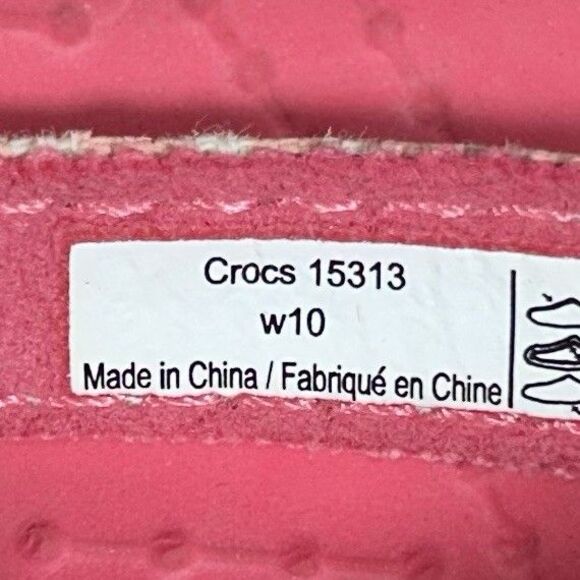 Crocs 15313
w10
Made in China / Fabriqué en Chine